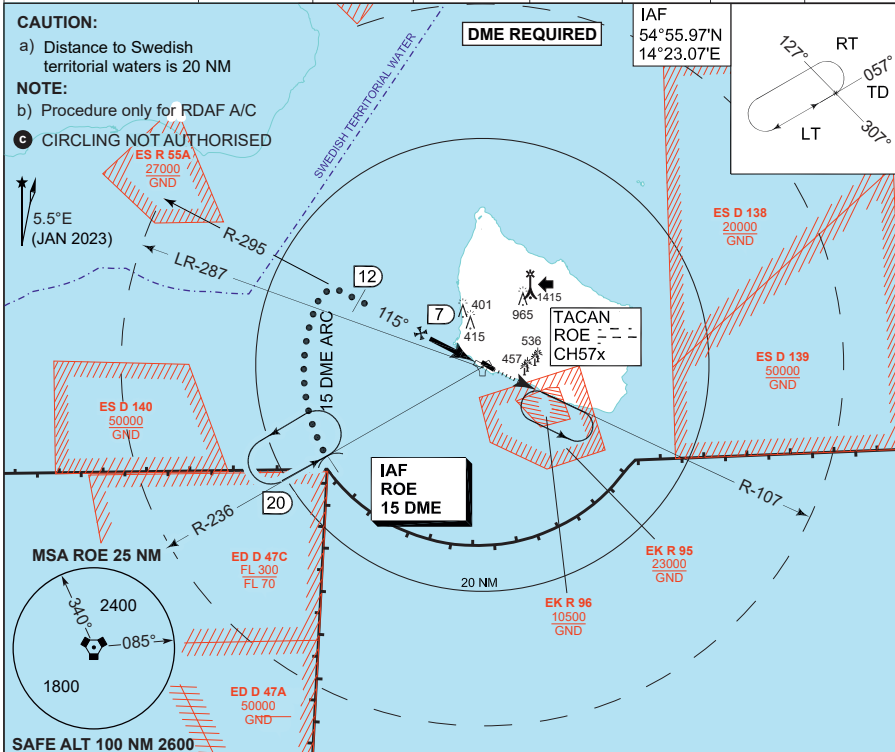 CAUTION:
a) Distance to Swedish
territorial waters is 20 NM
NOTE:
b) Procedure only for RDAF A/C
c CIRCLING NOT AUTHORISED
DME REQUIRED
IAF
54°55.97'N
14°23.07'E
127°
RT
057°
TD
LT
307°
SWEDISH TERRITORIAL WATER
ES R 55A
27000
GND
5.5°E
(JAN 2023)
R-295
LR-287
12
115°
7
401
415
965
1415
536
457
TACAN
ROE
CH57x
ES D 138
20000
GND
ES D 139
50000
GND
15 DME ARC
ES D 140
50000
GND
IAF
ROE
15 DME
20
R-236
R-107
ED D 47C
FL 300
FL 70
20 NM
EK R 95
23000
GND
EK R 96
10500
GND
MSA ROE 25 NM
340°
2400
085°
1800
ED D 47A
50000
GND
SAFE ALT 100 NM 2600